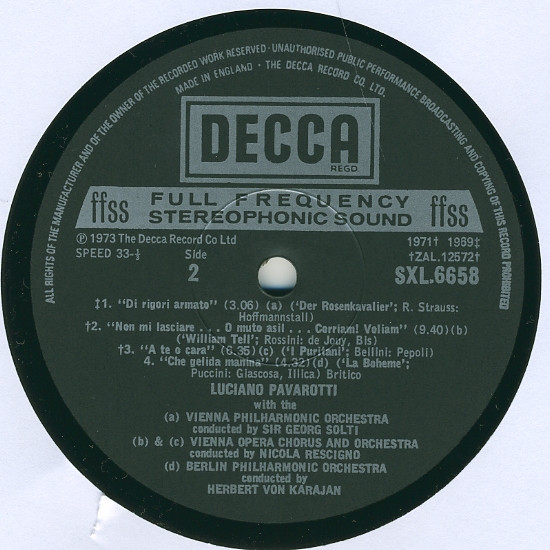 ALL RIGHTS OF THE MANUFACTURER AND OF THE OWNER OF THE RECORDED WORK RESERVED · UNAUTHORISED PUBLIC PERFORMANCE BROADCASTING AND COPYING OF THIS RECORD PROHIBITED
MADE IN ENGLAND · THE DECCA RECORD CO. LTD.
DECCA
REGD.
ffss FULL FREQUENCY ffss
STEREOPHONIC SOUND
Ⓟ 1973 The Decca Record Co Ltd
1971† 1969‡
SPEED 33-⅓ Side
†ZAL.12572†
2
SXL.6658
‡1. "Di rigori armato" (3.06) (a) ('Der Rosenkavalier'; R. Strauss:
Hoffmannstall)
†2. "Non mi lasciare . . . O muto asil . . . Corriam! Voliam" (9.40)(b)
('William Tell'; Rossini: de Jouy, Bis)
†3. "A te o cara" (6.35)(c) ('I Puritani'; Bellini: Pepoli)
4. "Che gelida manina" (4.32)(d) ('La Boheme';
Puccini: Giascosa, Illica) Britico
LUCIANO PAVAROTTI
with the
(a) VIENNA PHILHARMONIC ORCHESTRA
conducted by SIR GEORG SOLTI
(b) & (c) VIENNA OPERA CHORUS AND ORCHESTRA
conducted by NICOLA RESCIGNO
(d) BERLIN PHILHARMONIC ORCHESTRA
conducted by
HERBERT VON KARAJAN